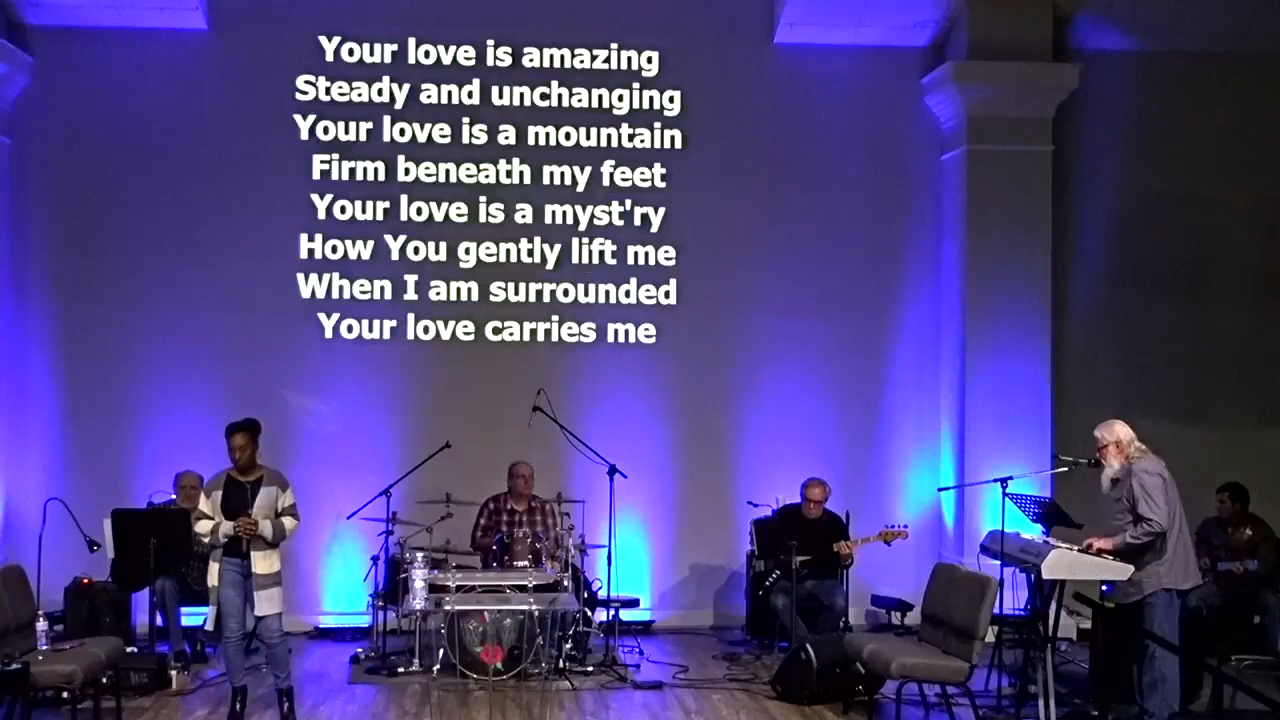 Your love is amazing
Steady and unchanging
Your love is a mountain
Firm beneath my feet
Your love is a myst'ry
How You gently lift me
When I am surrounded
Your love carries me